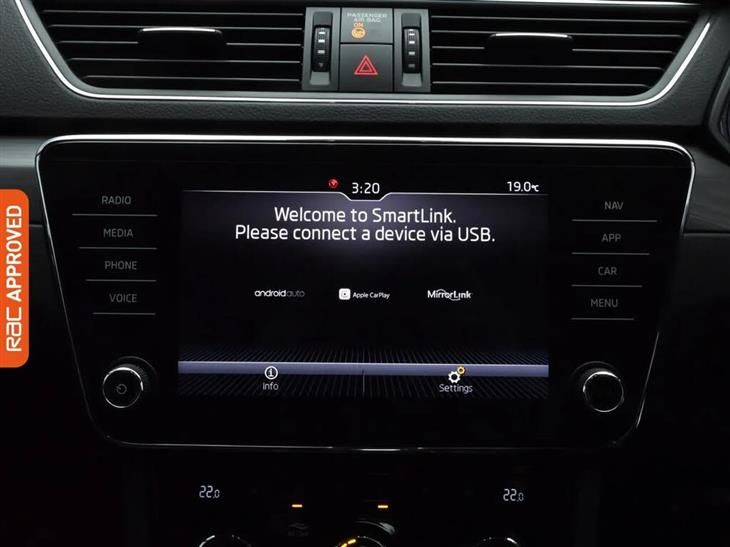 PASSENGER
AIR BAG
ON
3:20
19.0°C
Welcome to SmartLink.
Please connect a device via USB.
androidauto
Apple CarPlay
MirrorLink
Info
Settings
RADIO
MEDIA
PHONE
VOICE
NAV
APP
CAR
MENU
22.0
22.0
RAC APPROVED